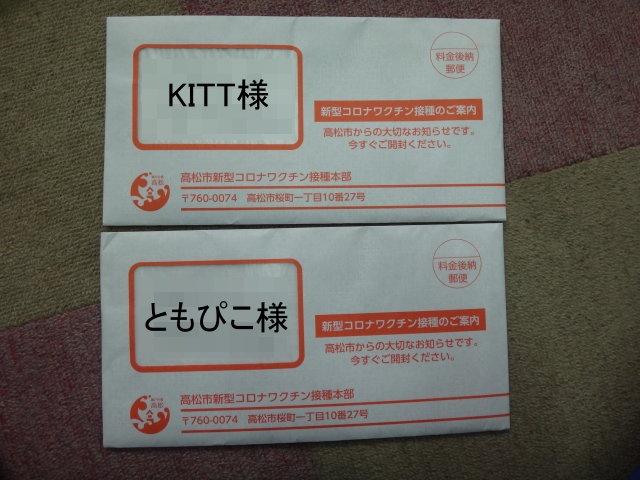 KITT様
料金後納
郵便
新型コロナワクチン接種のご案内
高松市からの大切なお知らせです。
今すぐご開封ください。
高松
高松市新型コロナワクチン接種本部
〒760-0074 高松市桜町一丁目10番27号
ともぴこ様
料金後納
郵便
新型コロナワクチン接種のご案内
高松市からの大切なお知らせです。
今すぐご開封ください。
高松
高松市新型コロナワクチン接種本部
〒760-0074 高松市桜町一丁目10番27号